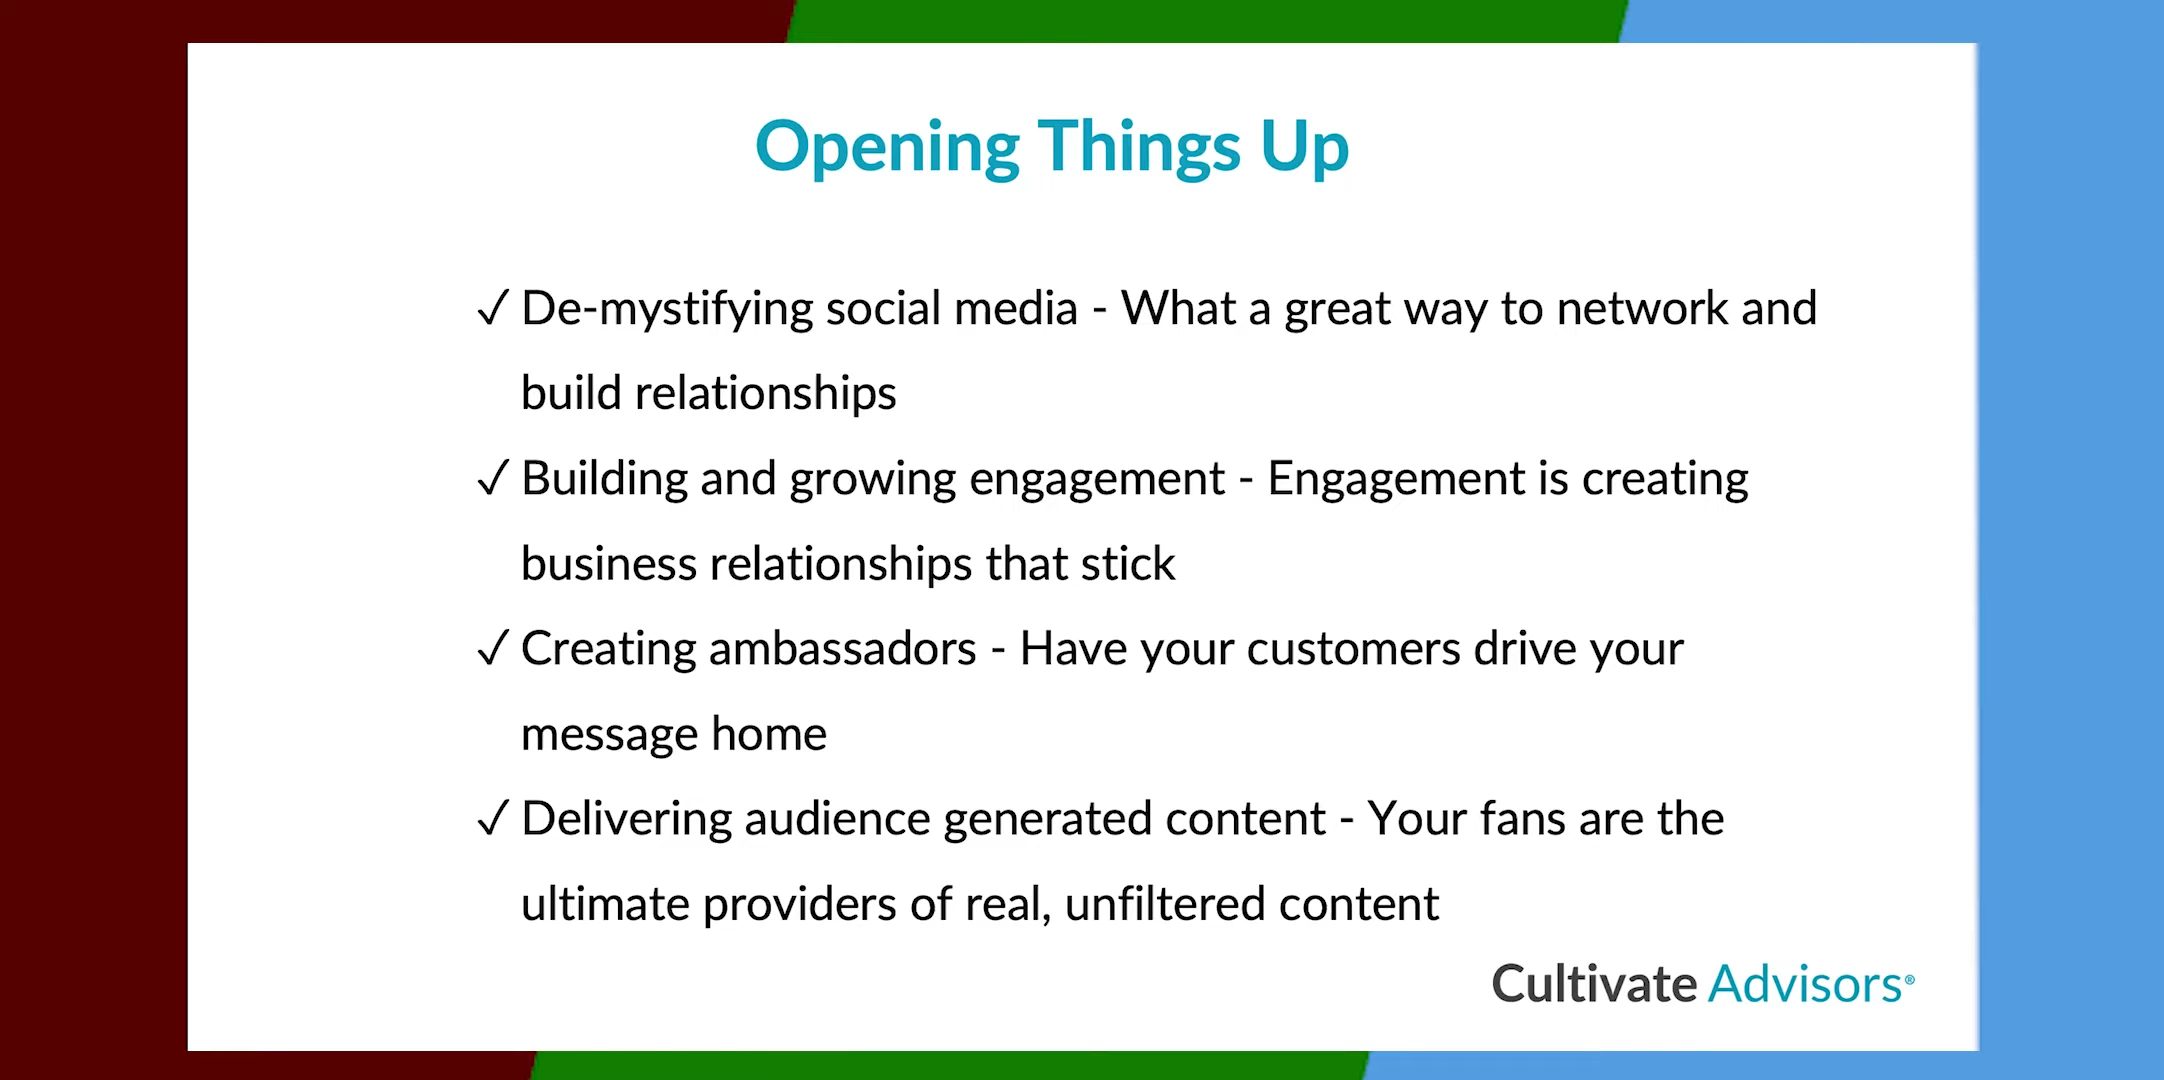 Opening Things Up
✓ De-mystifying social media - What a great way to network and
build relationships
✓ Building and growing engagement - Engagement is creating
business relationships that stick
✓ Creating ambassadors - Have your customers drive your
message home
✓ Delivering audience generated content - Your fans are the
ultimate providers of real, unfiltered content
Cultivate Advisors®